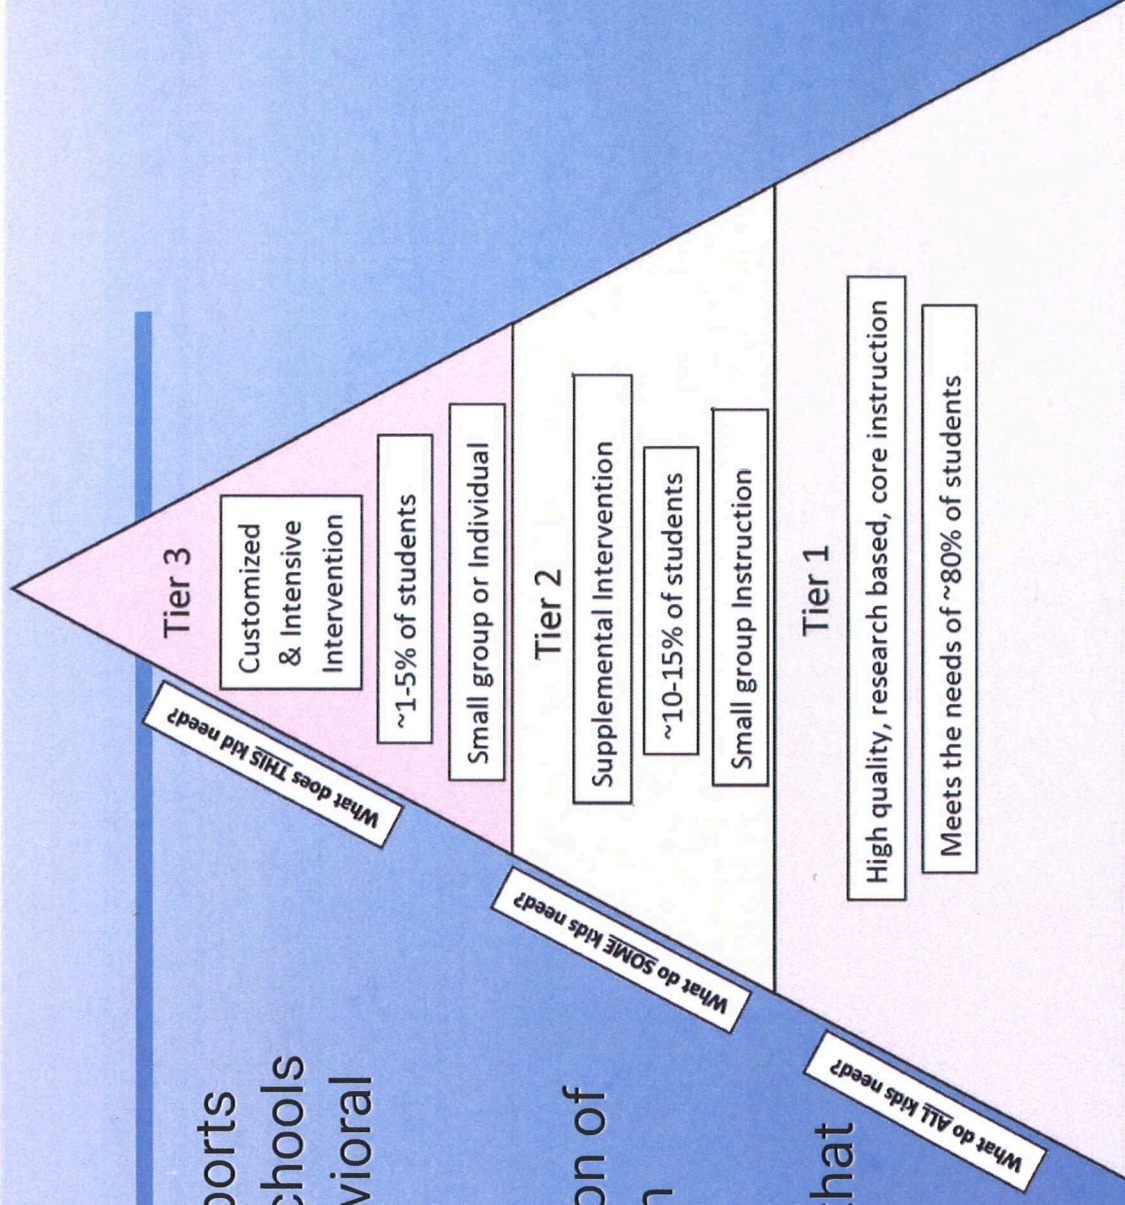 orts
chools
vioral
on of
n
hat
Tier 3
Customized
& Intensive
Intervention
~1-5% of students
Small group or Individual
What does THIS kid need?
Tier 2
Supplemental Intervention
~10-15% of students
Small group Instruction
What do SOME kids need?
Tier 1
High quality, research based, core instruction
Meets the needs of ~80% of students
What do ALL kids need?